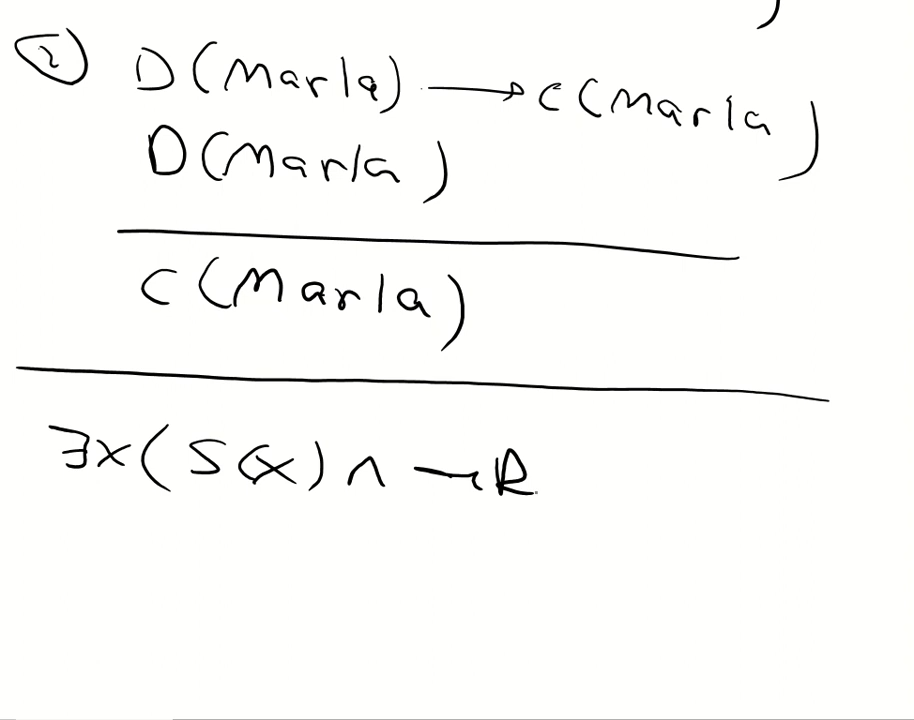 )
② D(Marla) → C(Marla)
D(Marla)
C(Marla)
∃x(S(x) ∧ ¬R